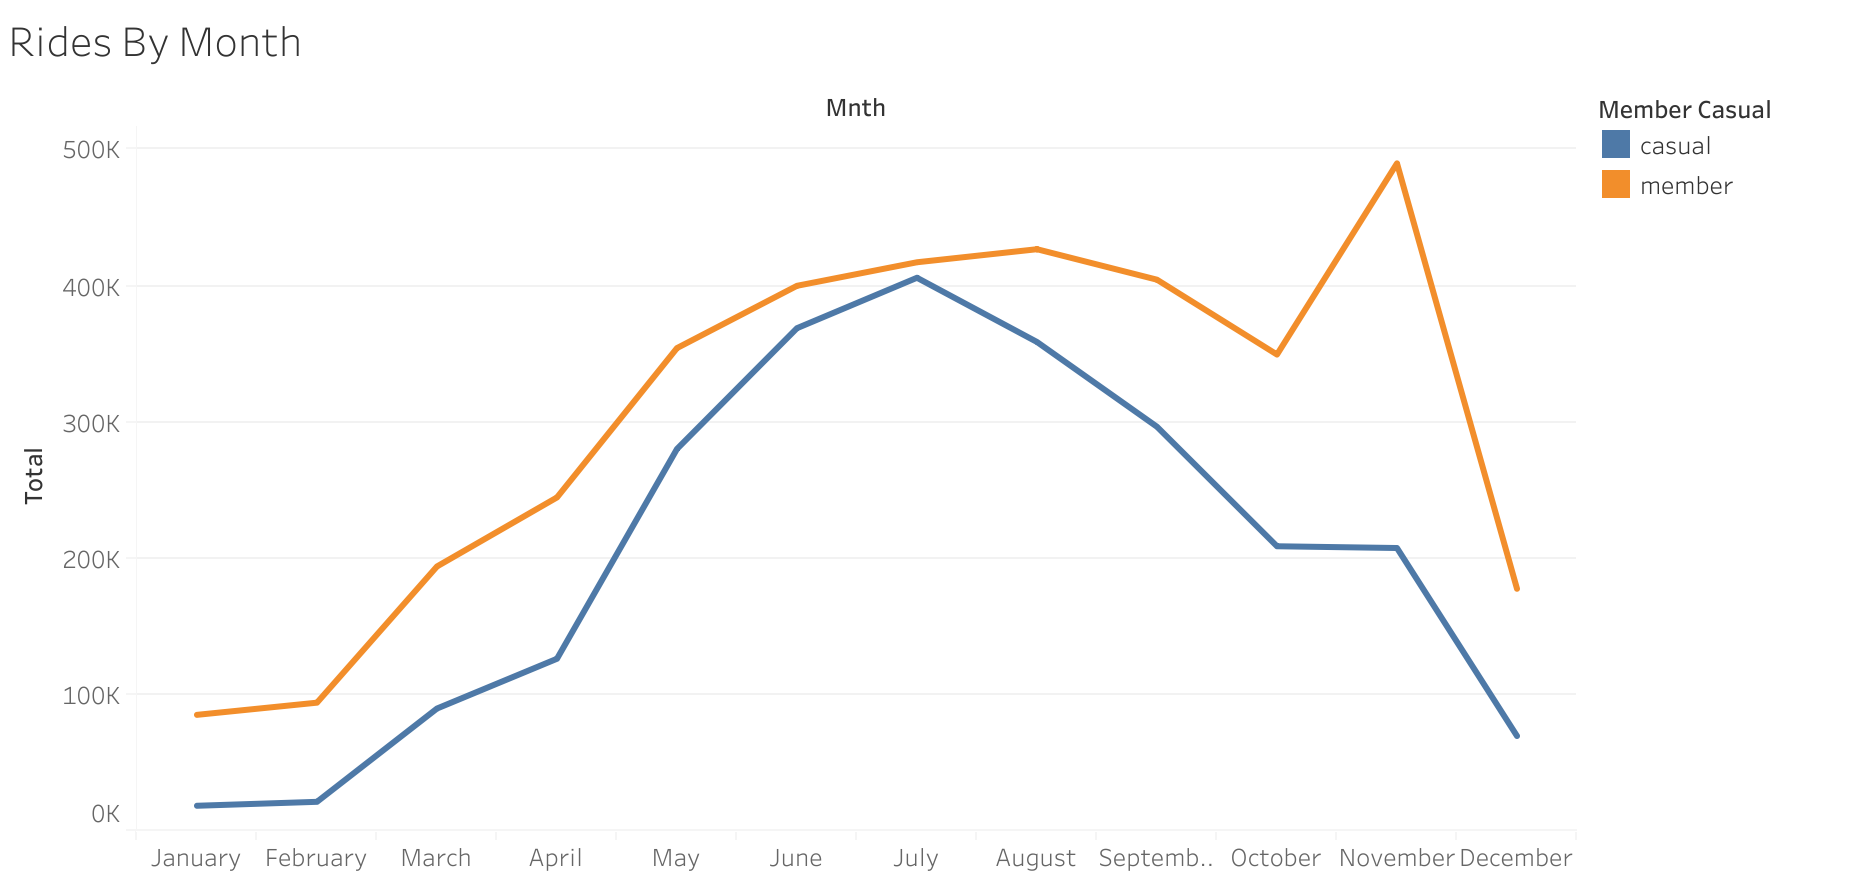 Rides By Month
Mnth
Member Casual
casual
member
500K
400K
300K
200K
100K
0K
Total
January February March April May June July August Septemb.. October November December